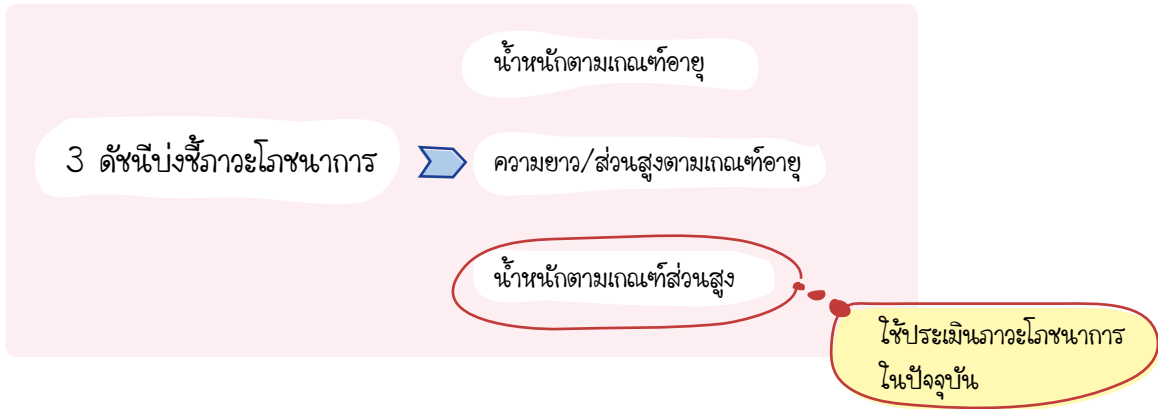 น้ำหนักตามเกณฑ์อายุ
3 ดัชนีบ่งชี้ภาวะโภชนาการ
ความยาว/ส่วนสูงตามเกณฑ์อายุ
น้ำหนักตามเกณฑ์ส่วนสูง
ใช้ประเมินภาวะโภชนาการ
ในปัจจุบัน